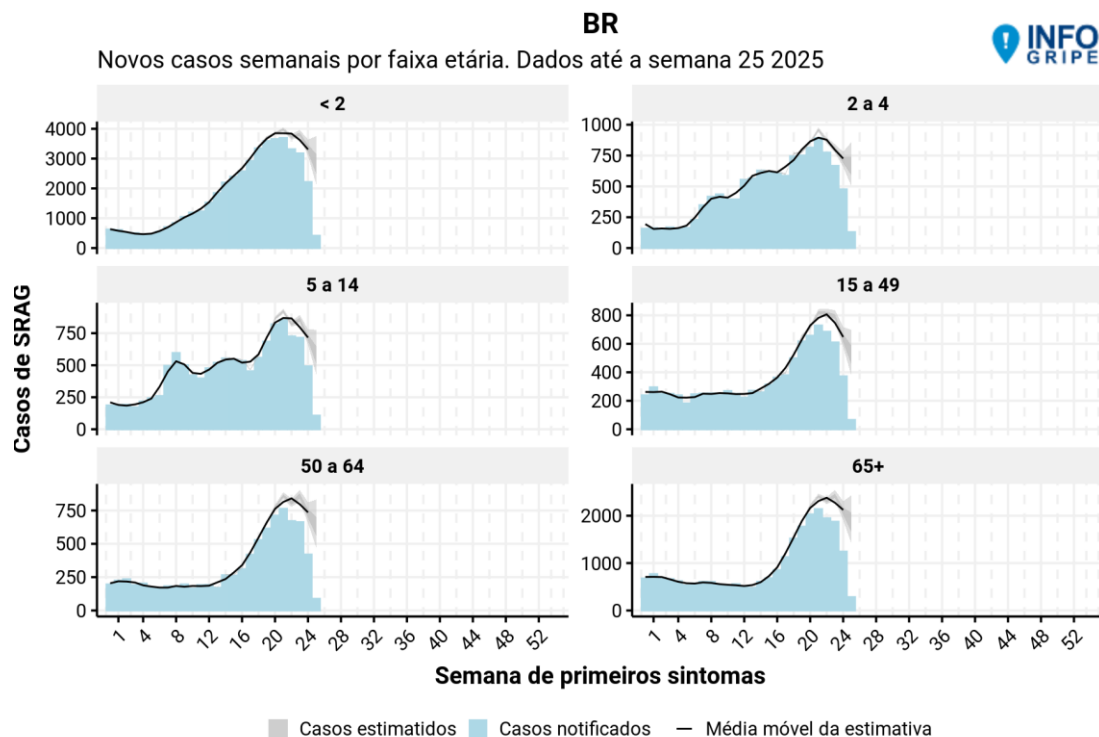 BR
INFO
GRIPE
Novos casos semanais por faixa etária. Dados até a semana 25 2025
< 2
2 a 4
4000
3000
2000
1000
0
1000
750
500
250
0
5 a 14
15 a 49
750
500
250
0
800
600
400
200
0
50 a 64
65+
750
500
250
0
2000
1000
0
Casos de SRAG
1 4 8 12 16 20 24 28 32 36 40 44 48 52
1 4 8 12 16 20 24 28 32 36 40 44 48 52
Semana de primeiros sintomas
Casos estimatidos Casos notificados Média móvel da estimativa